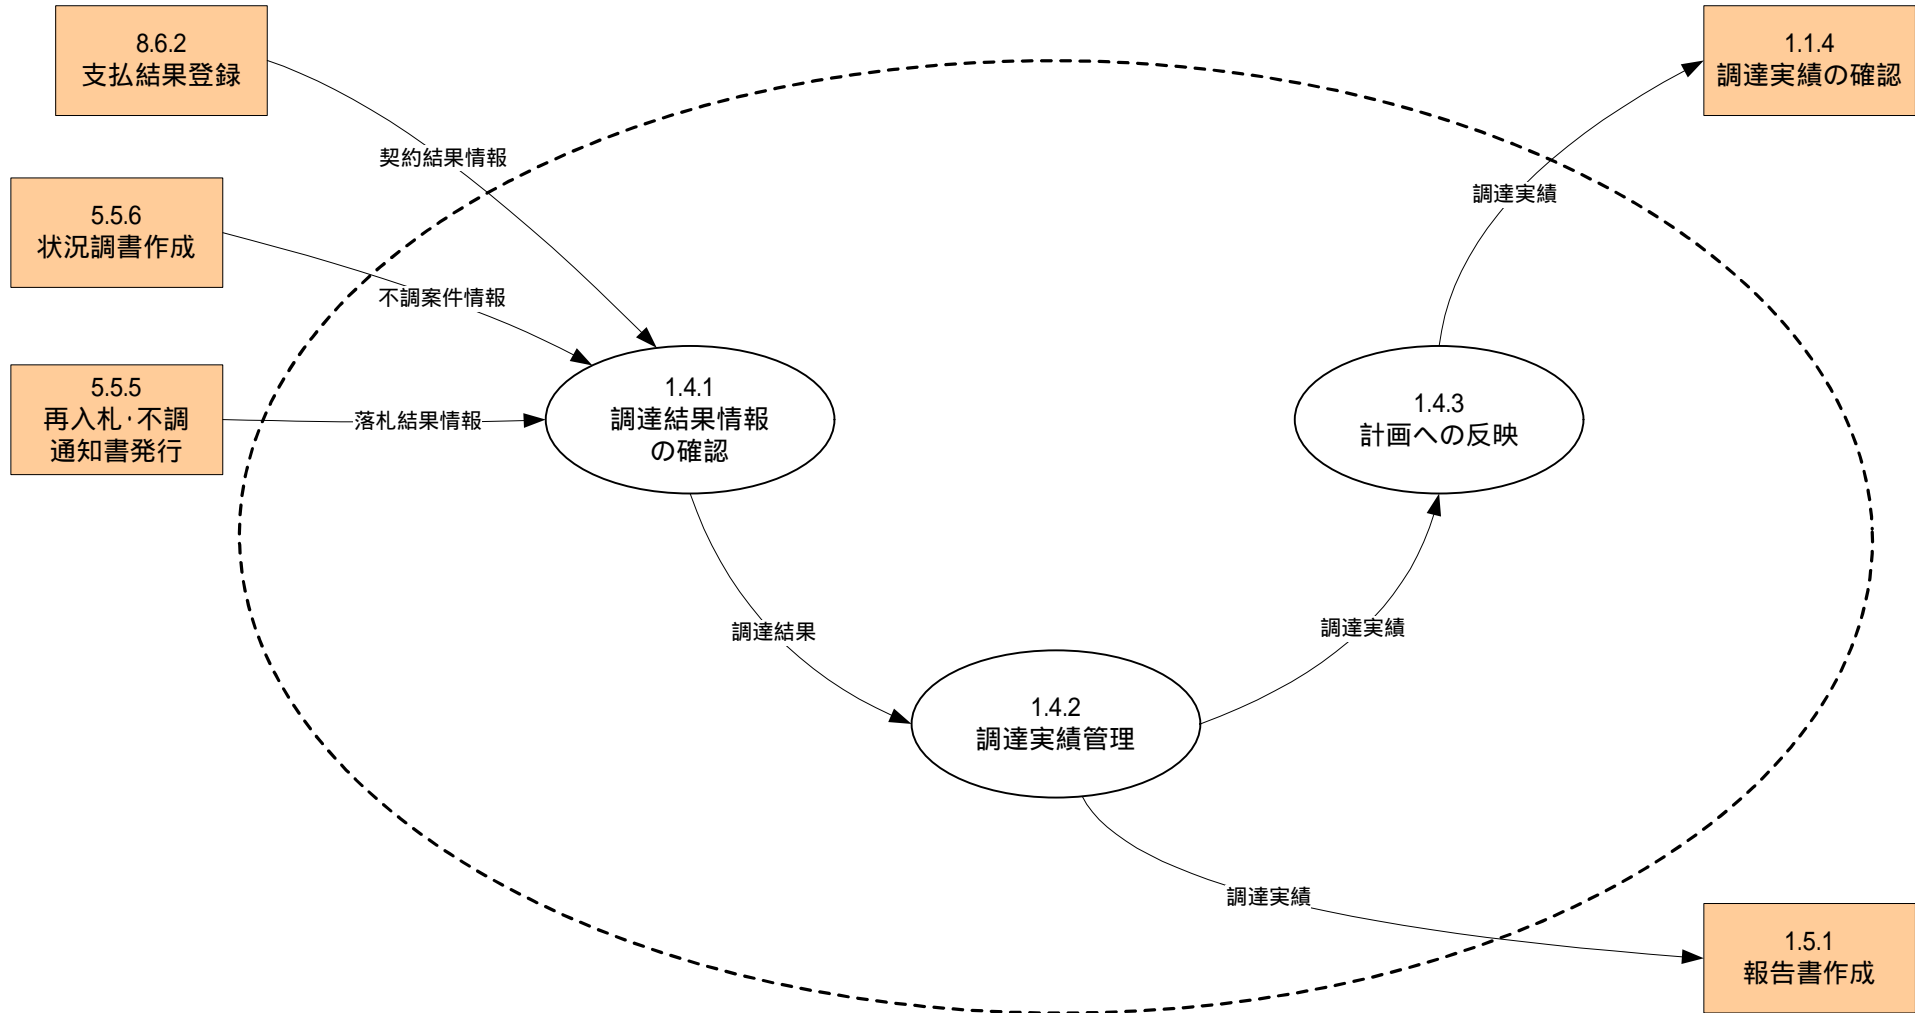 8.6.2
支払結果登録
1.1.4
調達実績の確認
契約結果情報
5.5.6
状況調書作成
調達実績
不調案件情報
5.5.5
再入札・不調
通知書発行
落札結果情報
1.4.1
調達結果情報
の確認
1.4.3
計画への反映
調達結果
調達実績
1.4.2
調達実績管理
調達実績
1.5.1
報告書作成